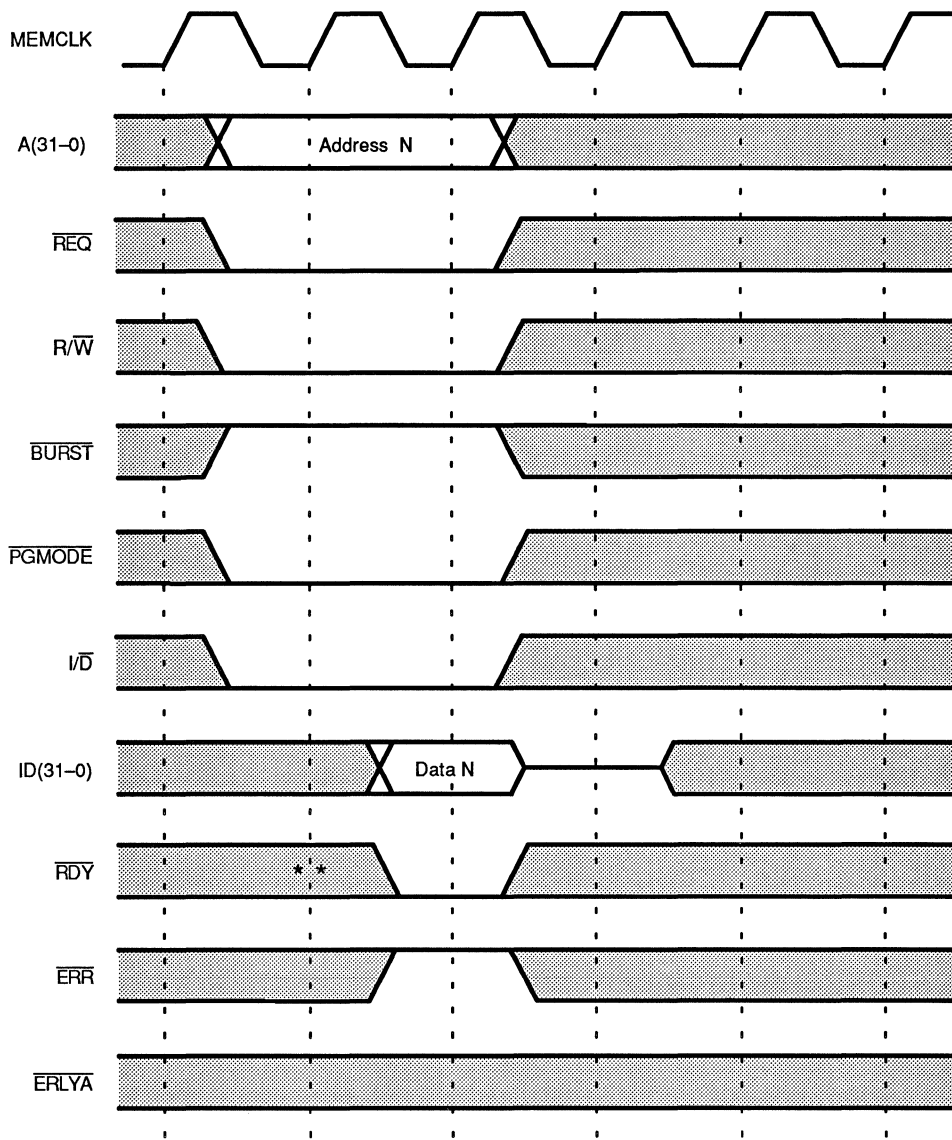 MEMCLK
A(31–0)
Address N
REQ
R/W
BURST
PGMODE
I/D
ID(31–0)
Data N
RDY
* *
ERR
ERLYA